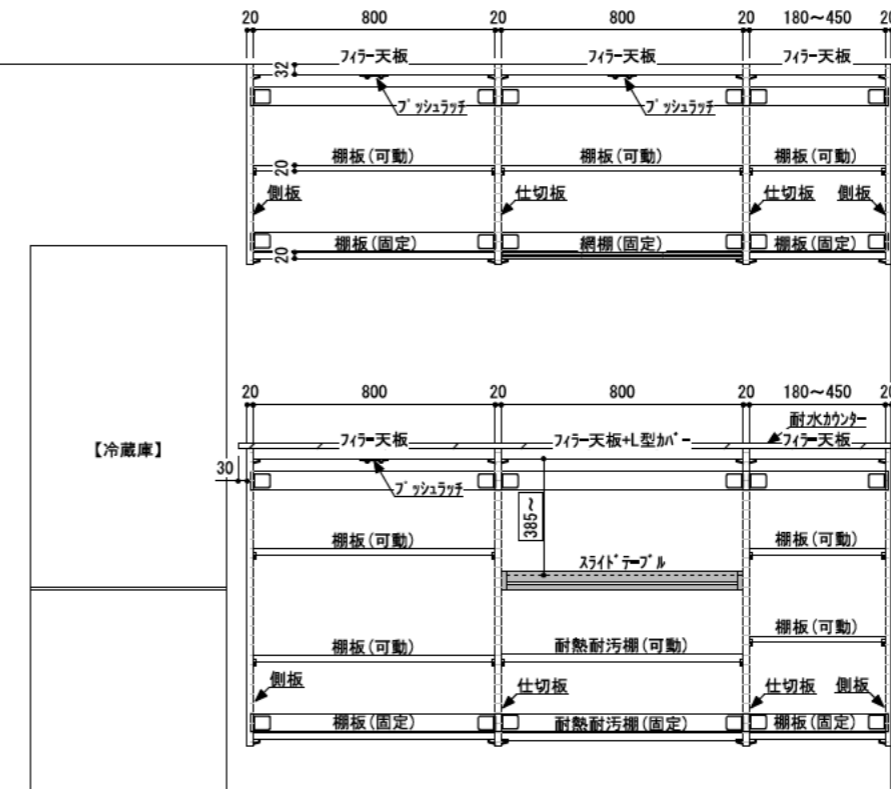 20 800 20 800 20 180～450 20
フィラー天板 フィラー天板 フィラー天板
32
プッシュラッチ プッシュラッチ
棚板(可動) 棚板(可動) 棚板(可動)
20
側板 仕切板 仕切板 側板
棚板(固定) 網棚(固定) 棚板(固定)
20
20 800 20 800 20 180～450 20
耐水カウンター
フィラー天板 フィラー天板+L型カバー フィラー天板
【冷蔵庫】
30
プッシュラッチ
385～
棚板(可動) 棚板(可動)
スライドテーブル
棚板(可動)
棚板(可動) 耐熱耐汚棚(可動)
側板 仕切板 仕切板 側板
棚板(固定) 耐熱耐汚棚(固定) 棚板(固定)